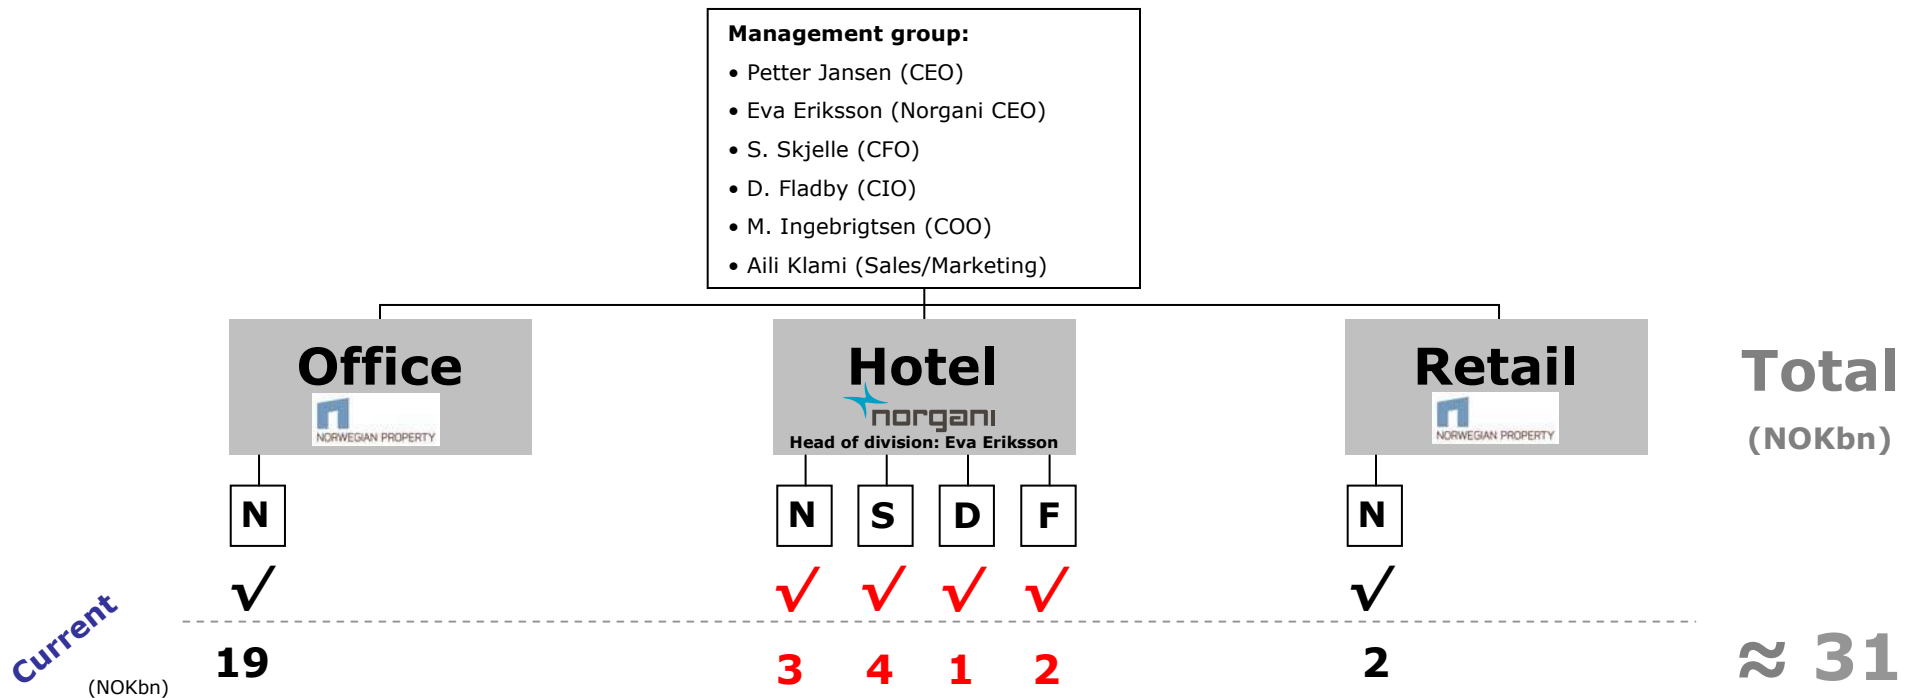 Management group:
• Petter Jansen (CEO)
• Eva Eriksson (Norgani CEO)
• S. Skjelle (CFO)
• D. Fladby (CIO)
• M. Ingebrigtsen (COO)
• Aili Klami (Sales/Marketing)
Office
NORWEGIAN PROPERTY
Hotel
norgani
Head of division: Eva Eriksson
Retail
NORWEGIAN PROPERTY
Total
(NOKbn)
N
N S D F
N
√
√ √ √ √
√
Current
(NOKbn)
19
3 4 1 2
2
≈ 31